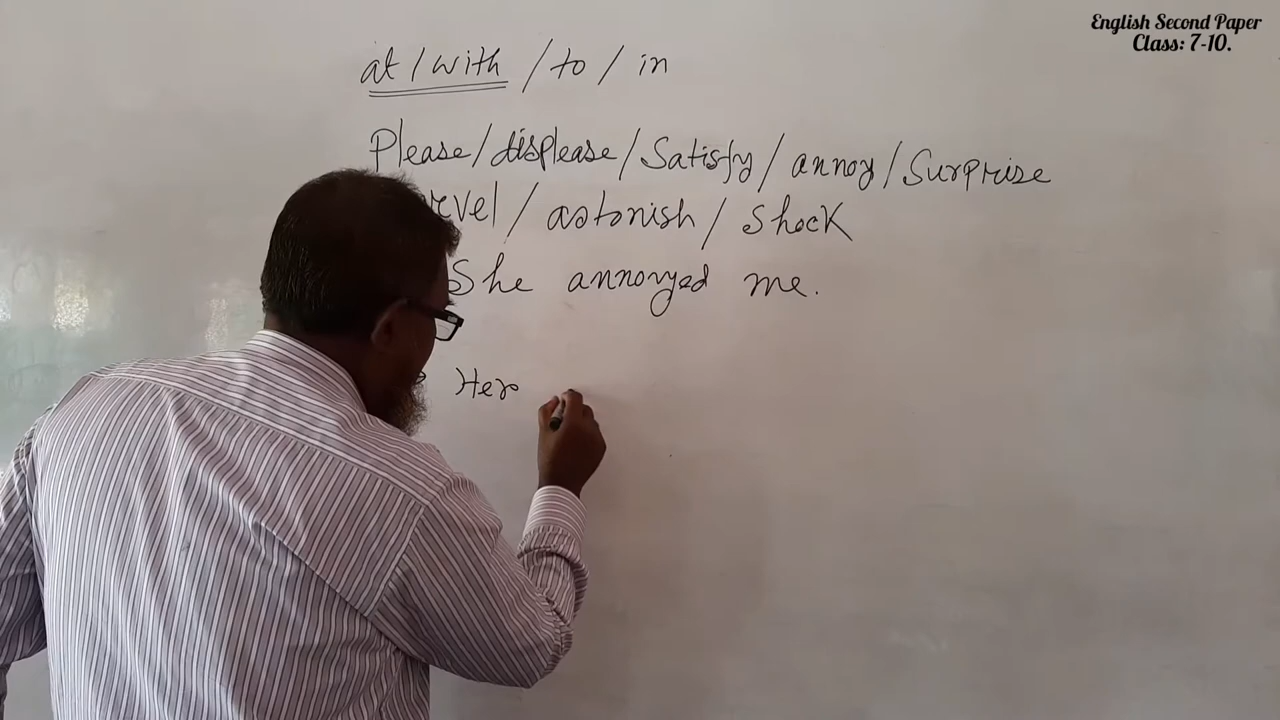 English Second Paper
Class: 7-10.
at / with / to / in
Please / displease / Satisfy / annoy / Surprise
vel / astonish / Shock
She annoyed me.
Her